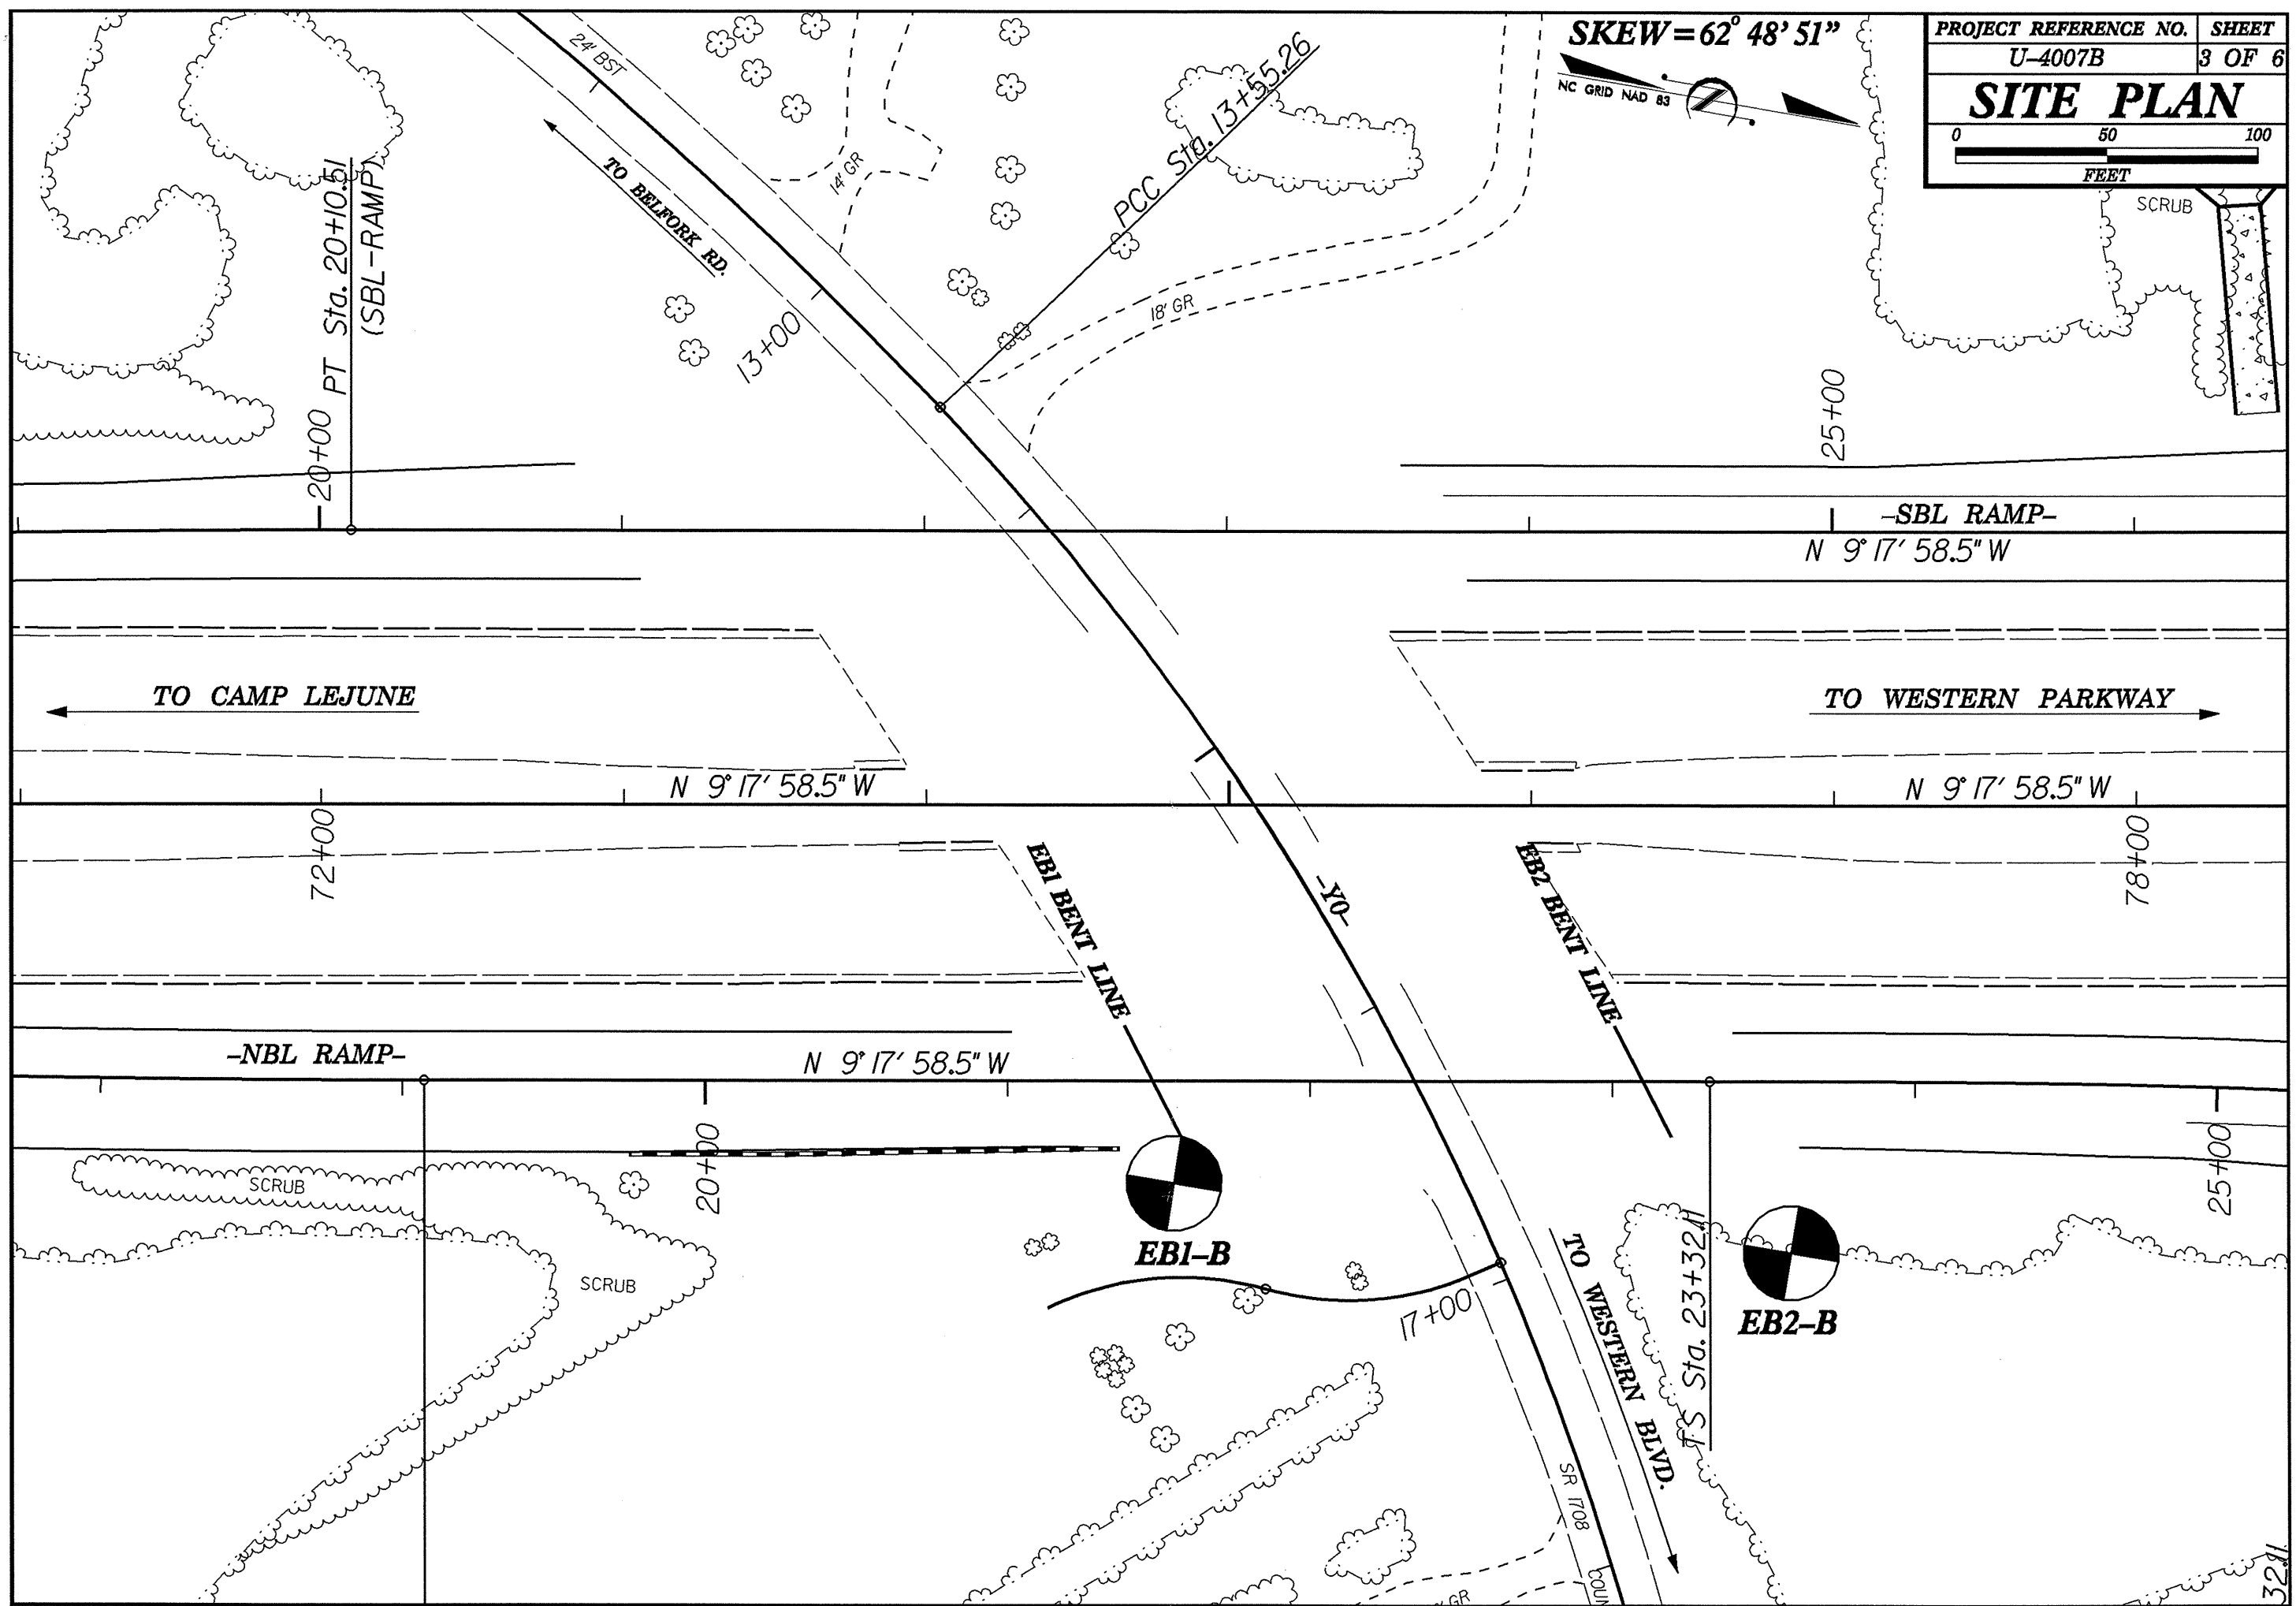 SKEW = 62° 48' 51"
PROJECT REFERENCE NO. SHEET
U-4007B 3 OF 6
SITE PLAN
0 50 100
FEET
NC GRID NAD 83
24' BST
TO BELFORK RD.
14' GR
PCC Sta. 13+55.26
18' GR
SCRUB
PT Sta. 20+10.51
(SBL-RAMP)
13+00
20+00
25+00
-SBL RAMP-
N 9° 17' 58.5" W
TO CAMP LEJUNE
TO WESTERN PARKWAY
N 9° 17' 58.5" W
N 9° 17' 58.5" W
72+00
EB1 BENT LINE
-Y0-
EB2 BENT LINE
78+00
-NBL RAMP-
N 9° 17' 58.5" W
20+00
25+00
SCRUB
SCRUB
EB1-B
17+00
TO WESTERN BLVD.
TS Sta. 23+32.11
EB2-B
SR 1708
COUN
GR
32.11